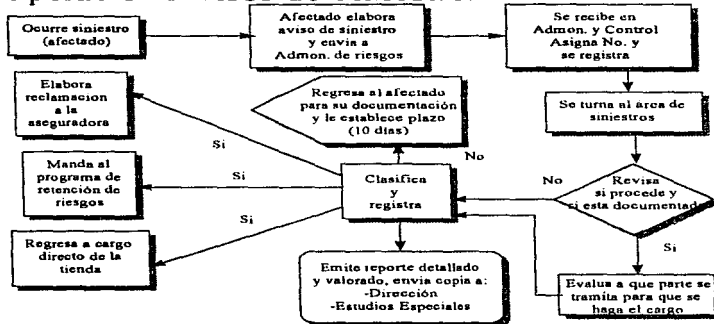 Ocurre siniestro
(afectado)
Afectado elabora
aviso de siniestro
y envia a
Admon. de riesgos
Se recibe en
Admon. y Control
Asigna No. y
se registra
Elabora
reclamacion
a la
aseguradora
Regresa al afectado
para su documentación
y le establece plazo
(10 dias)
Se turna al área de
siniestros
Si
No
Manda al
programa de
retención de
riesgos
Si
Clasifica
y
registra
No
Revisa
si procede y
si esta documentado
Si
Regresa a cargo
directo de la
tienda
Si
Emite reporte detallado
y valorado, envia copia a:
-Dirección
-Estudios Especiales
Evalua a que parte se
tramita para que se
haga el cargo